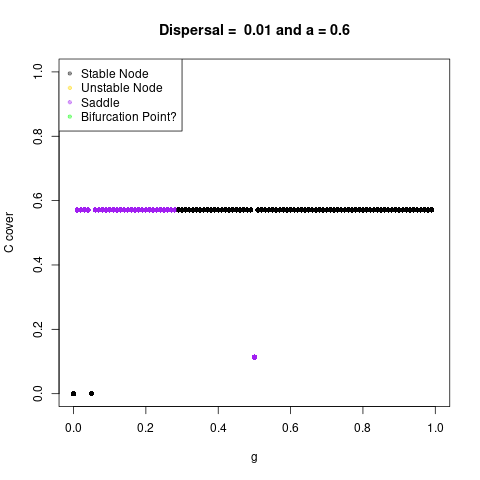 Dispersal =  0.01 and a = 0.6
Stable Node
Unstable Node
Saddle
Bifurcation Point?
C cover
1.0
0.8
0.6
0.4
0.2
0.0
0.0 0.2 0.4 0.6 0.8 1.0
g